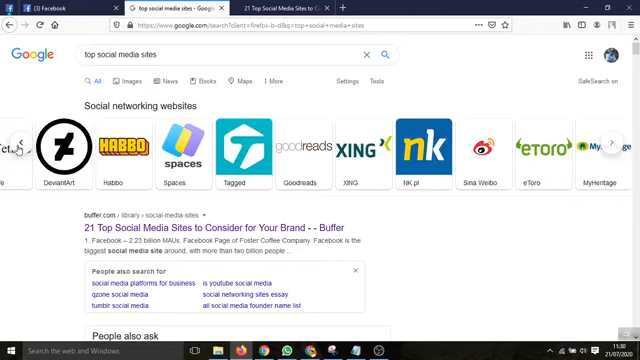 Facebook
top social media sites - Google
21 Top Social Media Sites to Con
https://www.google.com/search?client=firefox-b-d&q=top+social+media+sites
Google
top social media sites
All
Images
News
Books
Maps
More
Settings
Tools
SafeSearch on
Social networking websites
HABBO
goodreads
XING
nk
eToro
DeviantArt
Habbo
Spaces
Tagged
Goodreads
XING
NK.pl
Sina Weibo
eToro
MyHeritage
buffer.com › library › social-media-sites
21 Top Social Media Sites to Consider for Your Brand - - Buffer
1. Facebook – 2.23 billion MAUs. Facebook Page of Foster Coffee Company. Facebook is the
biggest social media site around, with more than two billion people ...
People also search for
social media platforms for business
is youtube social media
qzone social media
social networking sites essay
tumblr social media
all social media founder name list
People also ask
Search the web and Windows
11:30
21/07/2020